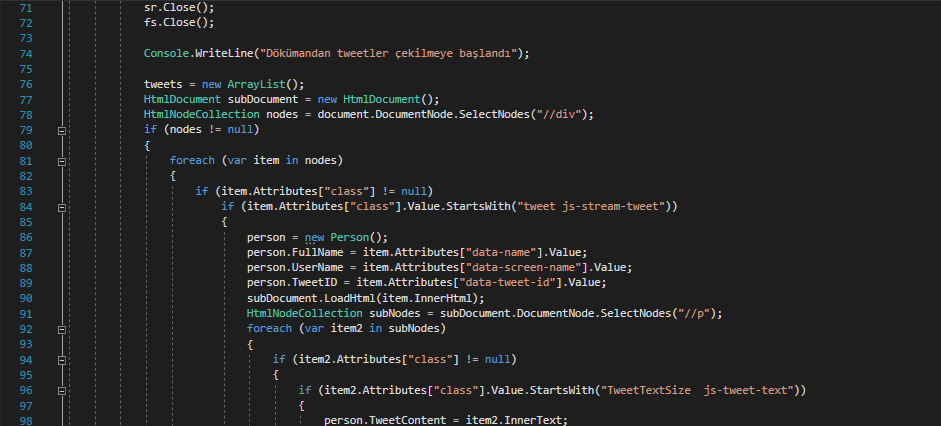 71 sr.Close();
72 fs.Close();
73
74 Console.WriteLine("Dökümandan tweetler çekilmeye başlandı");
75
76 tweets = new ArrayList();
77 HtmlDocument subDocument = new HtmlDocument();
78 HtmlNodeCollection nodes = document.DocumentNode.SelectNodes("//div");
79 if (nodes != null)
80 {
81 foreach (var item in nodes)
82 {
83 if (item.Attributes["class"] != null)
84 if (item.Attributes["class"].Value.StartsWith("tweet js-stream-tweet"))
85 {
86 person = new Person();
87 person.FullName = item.Attributes["data-name"].Value;
88 person.UserName = item.Attributes["data-screen-name"].Value;
89 person.TweetID = item.Attributes["data-tweet-id"].Value;
90 subDocument.LoadHtml(item.InnerHtml);
91 HtmlNodeCollection subNodes = subDocument.DocumentNode.SelectNodes("//p");
92 foreach (var item2 in subNodes)
93 {
94 if (item2.Attributes["class"] != null)
95 {
96 if (item2.Attributes["class"].Value.StartsWith("TweetTextSize  js-tweet-text"))
97 {
98 person.TweetContent = item2.InnerText;